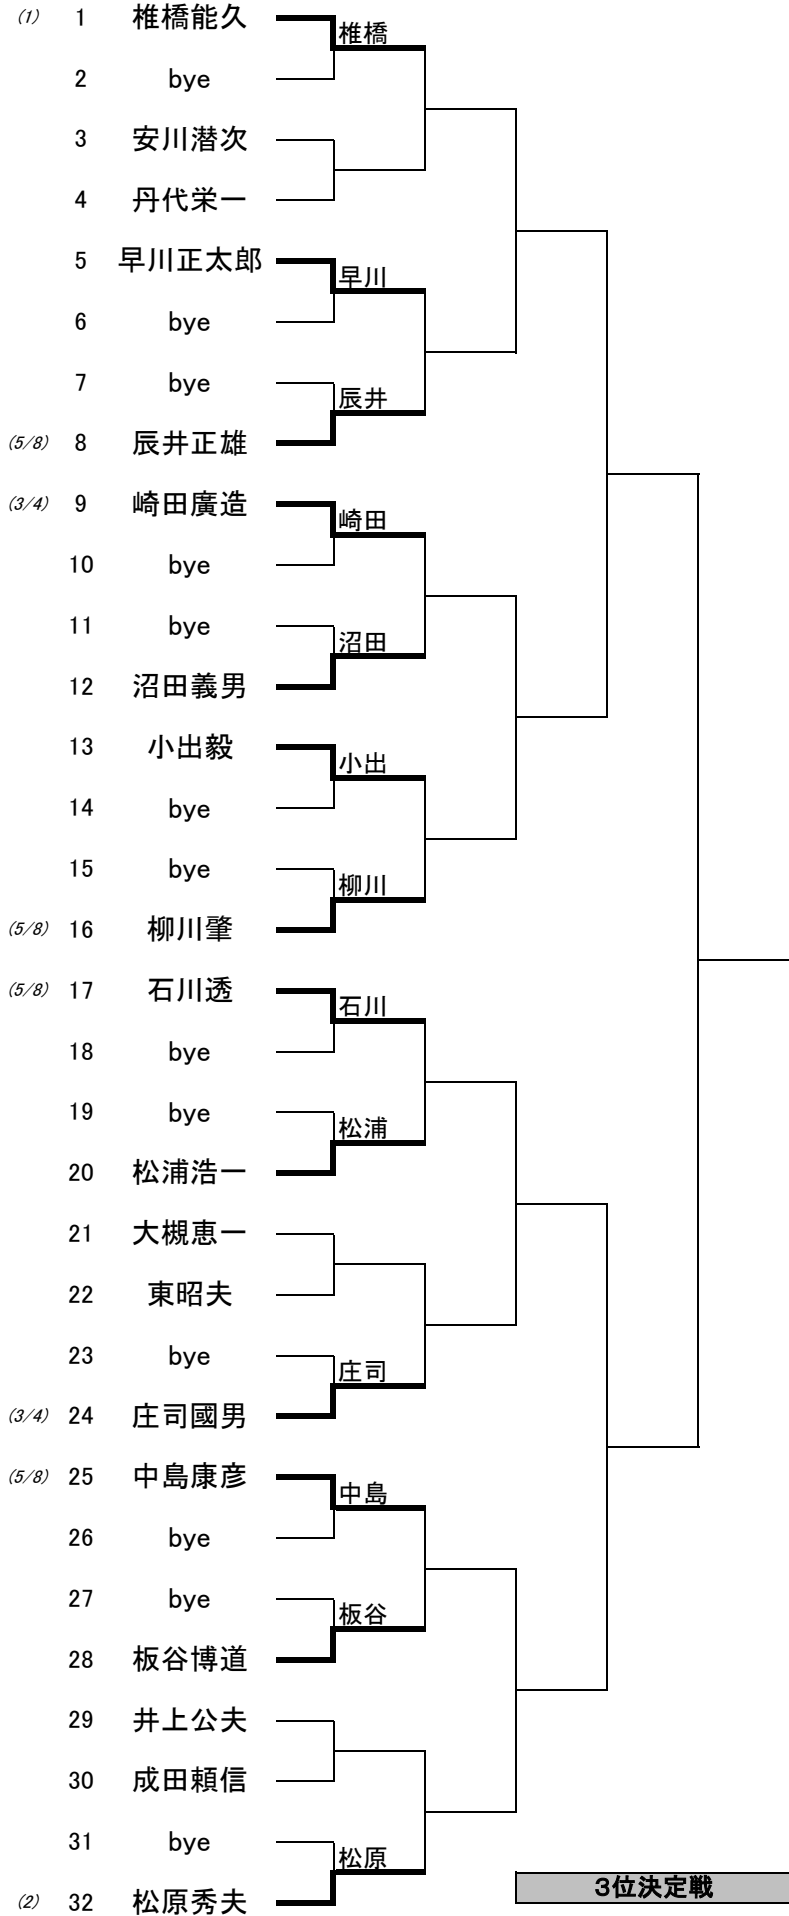 (1) 1 椎橋能久
椎橋
2 bye
3 安川潜次
4 丹代栄一
5 早川正太郎
早川
6 bye
7 bye
辰井
(5/8) 8 辰井正雄
(3/4) 9 崎田廣造
崎田
10 bye
11 bye
沼田
12 沼田義男
13 小出毅
小出
14 bye
15 bye
柳川
(5/8) 16 柳川肇
(5/8) 17 石川透
石川
18 bye
19 bye
松浦
20 松浦浩一
21 大槻恵一
22 東昭夫
23 bye
庄司
(3/4) 24 庄司國男
(5/8) 25 中島康彦
中島
26 bye
27 bye
板谷
28 板谷博道
29 井上公夫
30 成田頼信
31 bye
松原
(2) 32 松原秀夫
3位決定戦